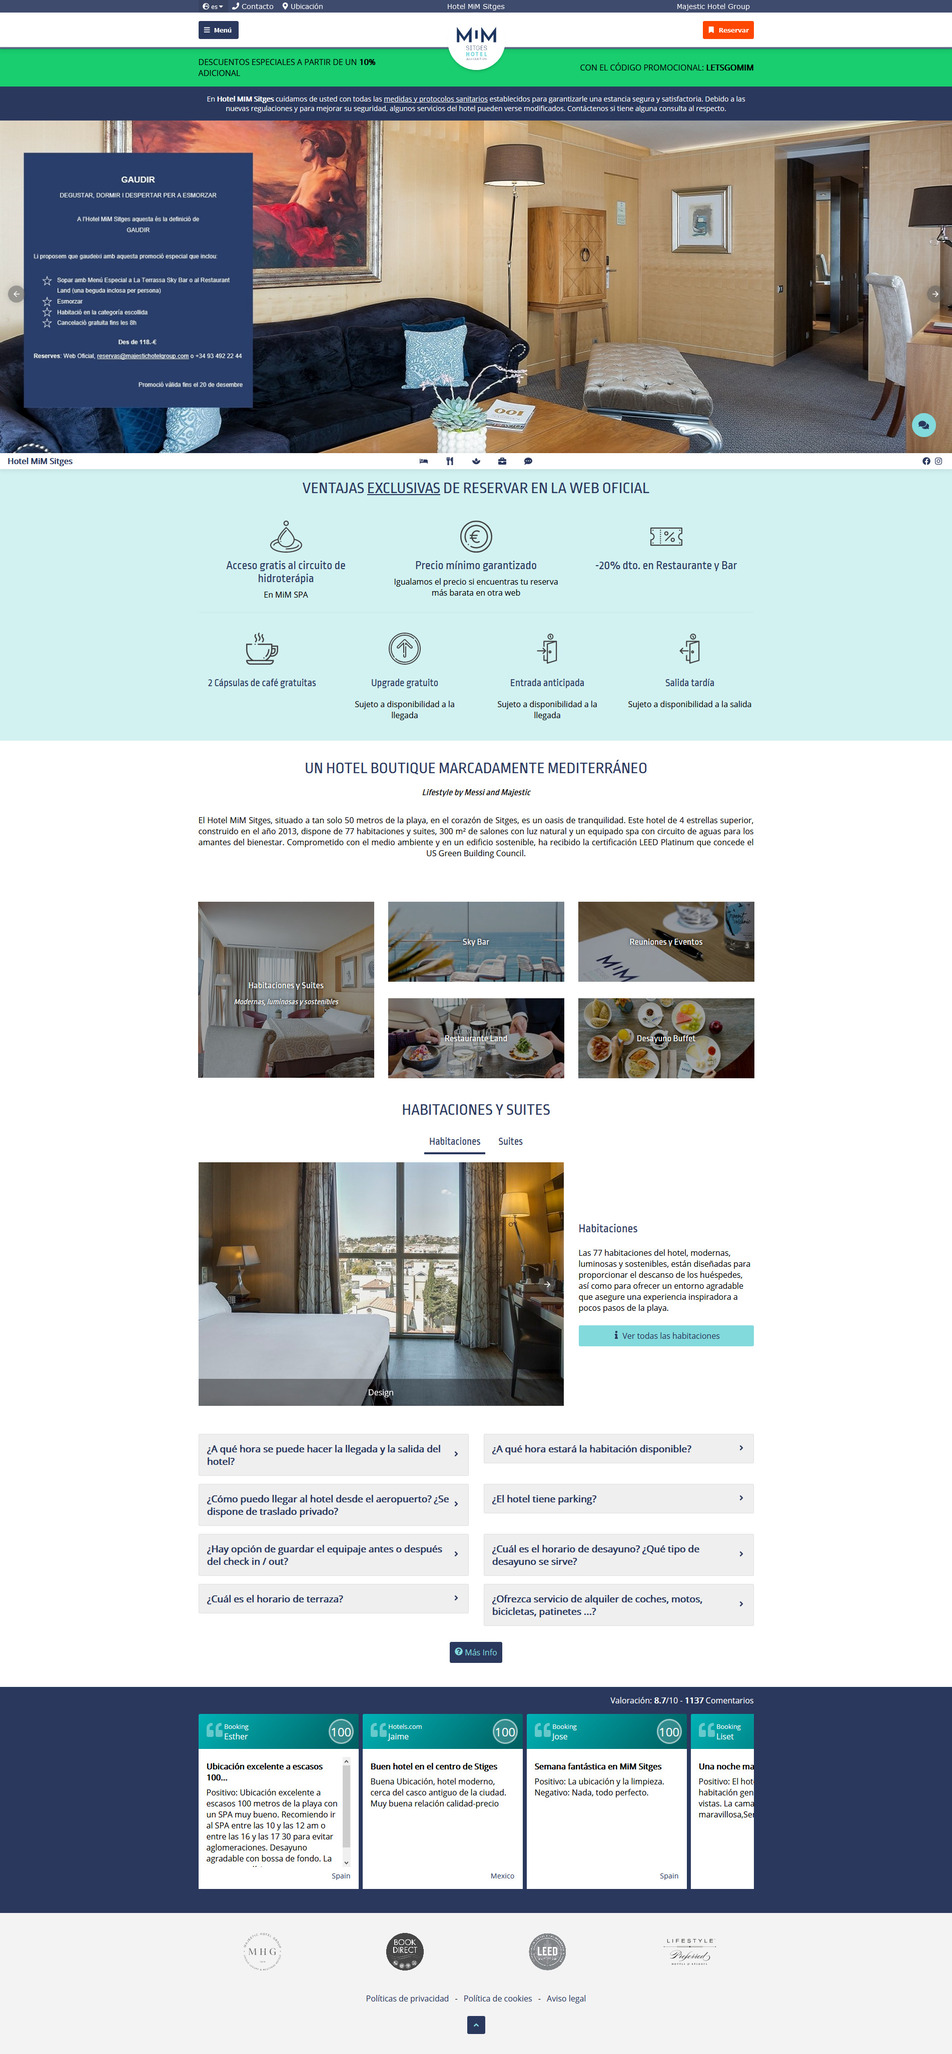 es Contacto Ubicación
Hotel MiM Sitges
Majestic Hotel Group
Menú
MiM
SITGES
HOTEL
Reservar
DESCUENTOS ESPECIALES A PARTIR DE UN 10%
ADICIONAL
CON EL CÓDIGO PROMOCIONAL: LETSGOMIM
En Hotel MIM Sitges cuidamos de usted con todas las medidas y protocolos sanitarios establecidos para garantizarle una estancia segura y satisfactoria. Debido a las
nuevas regulaciones y para mejorar su seguridad, algunos servicios del hotel pueden verse modificados. Contáctenos si tiene alguna consulta al respecto.
GAUDIR
DEGUSTAR, DORMIR I DESPERTAR PER A ESMORZAR
A l'Hotel MiM Sitges aquesta és la definició de
GAUDIR
Li proposem que gaudeixi amb aquesta promoció especial que inclou:
Sopar amb Menú Especial a La Terrassa Sky Bar o al Restaurant
Land (una beguda inclosa per persona)
Esmorzar
Habitació en la categoría escollida
Cancelació gratuita fins les 8h
Des de 118.-€
Reserves: Web Oficial, reservas@majestichotelgroup.com o +34 93 492 22 44
Promoció válida fins el 20 de desembre
Hotel MiM Sitges
VENTAJAS EXCLUSIVAS DE RESERVAR EN LA WEB OFICIAL
Acceso gratis al circuito de
hidroterápia
En MiM SPA
Precio mínimo garantizado
Igualamos el precio si encuentras tu reserva
más barata en otra web
-20% dto. en Restaurante y Bar
2 Cápsulas de café gratuitas
Upgrade gratuito
Sujeto a disponibilidad a la
llegada
Entrada anticipada
Sujeto a disponibilidad a la
llegada
Salida tardía
Sujeto a disponibilidad a la salida
UN HOTEL BOUTIQUE MARCADAMENTE MEDITERRÁNEO
Lifestyle by Messi and Majestic
El Hotel MiM Sitges, situado a tan solo 50 metros de la playa, en el corazón de Sitges, es un oasis de tranquilidad. Este hotel de 4 estrellas superior,
construido en el año 2013, dispone de 77 habitaciones y suites, 300 m² de salones con luz natural y un equipado spa con circuito de aguas para los
amantes del bienestar. Comprometido con el medio ambiente y en un edificio sostenible, ha recibido la certificación LEED Platinum que concede el
US Green Building Council.
Habitaciones y Suites
Modernas, luminosas y sostenibles
Sky Bar
Reuniones y Eventos
MiM
Restaurante Land
Desayuno Buffet
HABITACIONES Y SUITES
Habitaciones
Suites
Design
Habitaciones
Las 77 habitaciones del hotel, modernas,
luminosas y sostenibles, están diseñadas para
proporcionar el descanso de los huéspedes,
así como para ofrecer un entorno agradable
que asegure una experiencia inspiradora a
pocos pasos de la playa.
Ver todas las habitaciones
¿A qué hora se puede hacer la llegada y la salida del
hotel?
¿A qué hora estará la habitación disponible?
¿Cómo puedo llegar al hotel desde el aeropuerto? ¿Se
dispone de traslado privado?
¿El hotel tiene parking?
¿Hay opción de guardar el equipaje antes o después
del check in / out?
¿Cuál es el horario de desayuno? ¿Qué tipo de
desayuno se sirve?
¿Cuál es el horario de terraza?
¿Ofrezca servicio de alquiler de coches, motos,
bicicletas, patinetes ...?
Más Info
Valoración: 8.7/10 - 1137 Comentarios
Booking
Esther
100
Ubicación excelente a escasos
100...
Positivo: Ubicación excelente a
escasos 100 metros de la playa con
un SPA muy bueno. Recomiendo ir
al SPA entre las 10 y las 12 am o
entre las 16 y las 17 30 para evitar
aglomeraciones. Desayuno
agradable con bossa de fondo. La
Spain
Hotels.com
Jaime
100
Buen hotel en el centro de Stiges
Buena Ubicación, hotel moderno,
cerca del casco antiguo de la ciudad.
Muy buena relación calidad-precio
Mexico
Booking
Jose
100
Semana fantástica en MiM Sitges
Positivo: La ubicación y la limpieza.
Negativo: Nada, todo perfecto.
Spain
Booking
Liset
Una noche ma
Positivo: El hot
habitación gen
vistas. La cama
maravillosa,Ser
MHG
BOOK
DIRECT
LEED
LIFESTYLE
Preferred
HOTELS & RESORTS
Políticas de privacidad - Política de cookies - Aviso legal